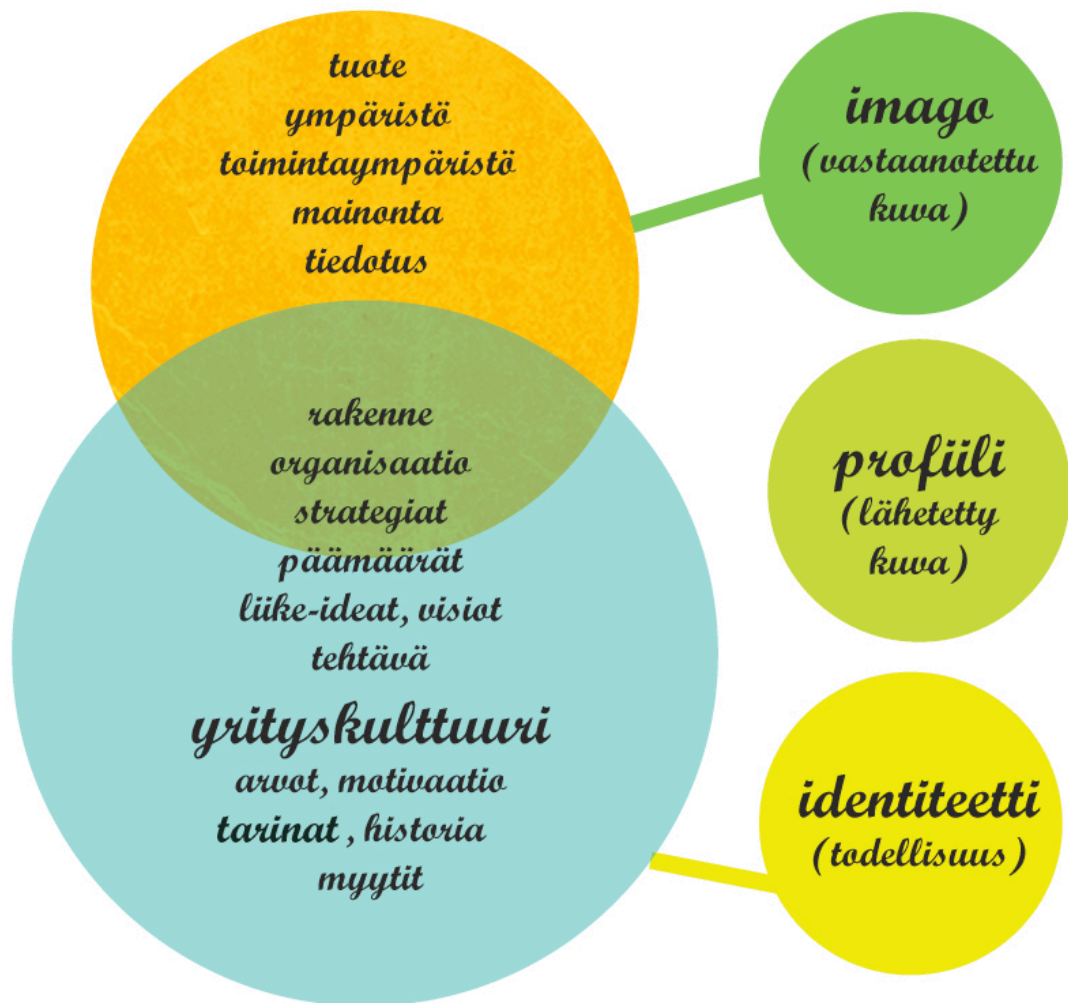 tuote
ympäristö
toimintaympäristö
mainonta
tiedotus
rakenne
organisaatio
strategiat
päämäärät
liike-ideat, visiot
tehtävä
yrityskulttuuri
arvot, motivaatio
tarinat , historia
myytit
imago
(vastaanotettu
kuva)
profiili
(lähetetty
kuva)
identiteetti
(todellisuus)